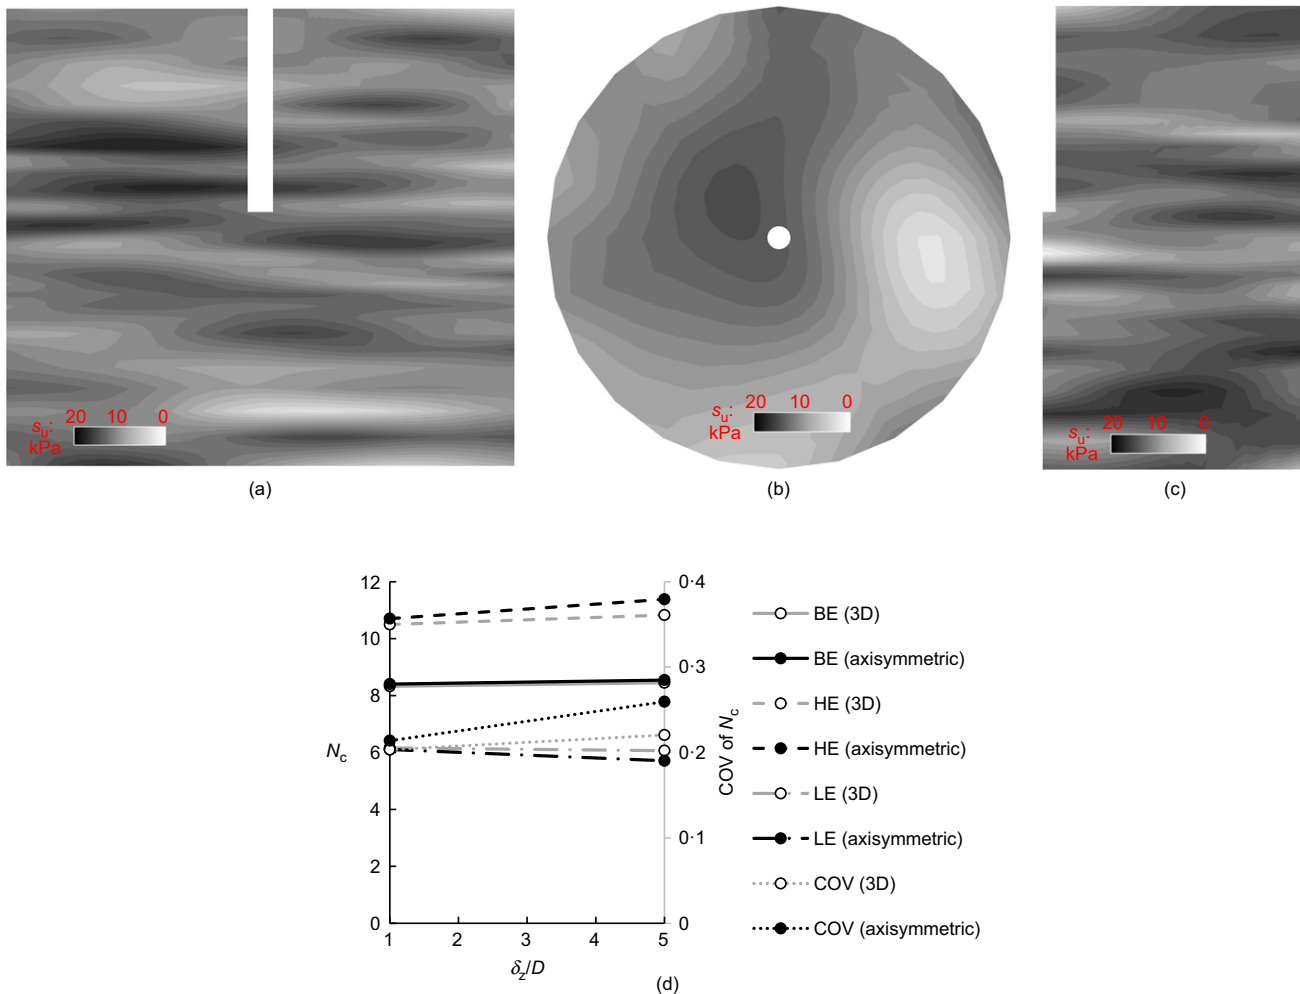 s_u: 20 10 0
kPa
(a)
s_u: 20 10 0
kPa
(b)
s_u: 20 10 0
kPa
(c)
12
10
8
6
4
2
0
N_c
1 2 3 4 5
δ_z/D
0·4
0·3
0·2
0·1
0
COV of N_c
BE (3D)
BE (axisymmetric)
HE (3D)
HE (axisymmetric)
LE (3D)
LE (axisymmetric)
COV (3D)
COV (axisymmetric)
(d)